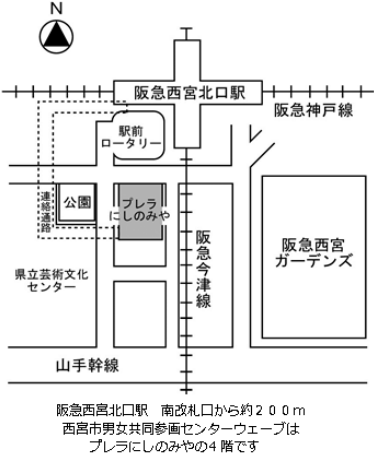 N
阪急西宮北口駅
阪急神戸線
駅前
ロータリー
連絡通路
公園
プレラ
にしのみや
阪急今津線
阪急西宮
ガーデンズ
県立芸術文化
センター
山手幹線
阪急西宮北口駅　南改札口から約２００ｍ
西宮市男女共同参画センターウェーブは
プレラにしのみやの４階です